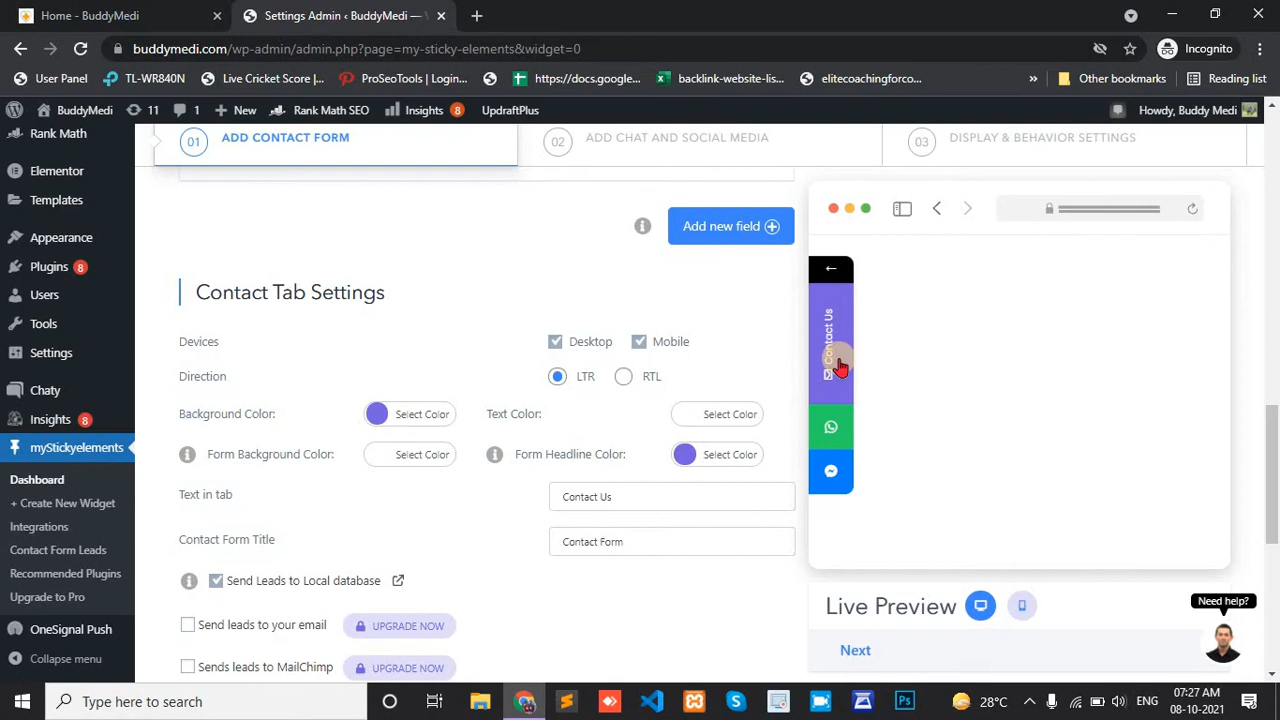 Home - BuddyMedi
Settings Admin ‹ BuddyMedi —
buddymedi.com/wp-admin/admin.php?page=my-sticky-elements&widget=0
Incognito
User Panel
TL-WR840N
Live Cricket Score |...
ProSeoTools | Login...
https://docs.google...
backlink-website-lis...
elitecoachingforco...
»
Other bookmarks
Reading list
BuddyMedi
11
1
New
Rank Math SEO
Insights 8
UpdraftPlus
Howdy, Buddy Medi
Rank Math
Elementor
Templates
Appearance
Plugins 8
Users
Tools
Settings
Chaty
Insights 8
myStickyelements
Dashboard
+ Create New Widget
Integrations
Contact Form Leads
Recommended Plugins
Upgrade to Pro
OneSignal Push
Collapse menu
01 ADD CONTACT FORM
02 ADD CHAT AND SOCIAL MEDIA
03 DISPLAY & BEHAVIOR SETTINGS
Add new field
Contact Tab Settings
Devices
Desktop
Mobile
Direction
LTR
RTL
Background Color:
Select Color
Text Color:
Select Color
Form Background Color:
Select Color
Form Headline Color:
Select Color
Text in tab
Contact Us
Contact Form Title
Contact Form
Send Leads to Local database
Send leads to your email
UPGRADE NOW
Sends leads to MailChimp
UPGRADE NOW
Contact Us
Live Preview
Need help?
Next
Type here to search
28°C
ENG
07:27 AM
08-10-2021